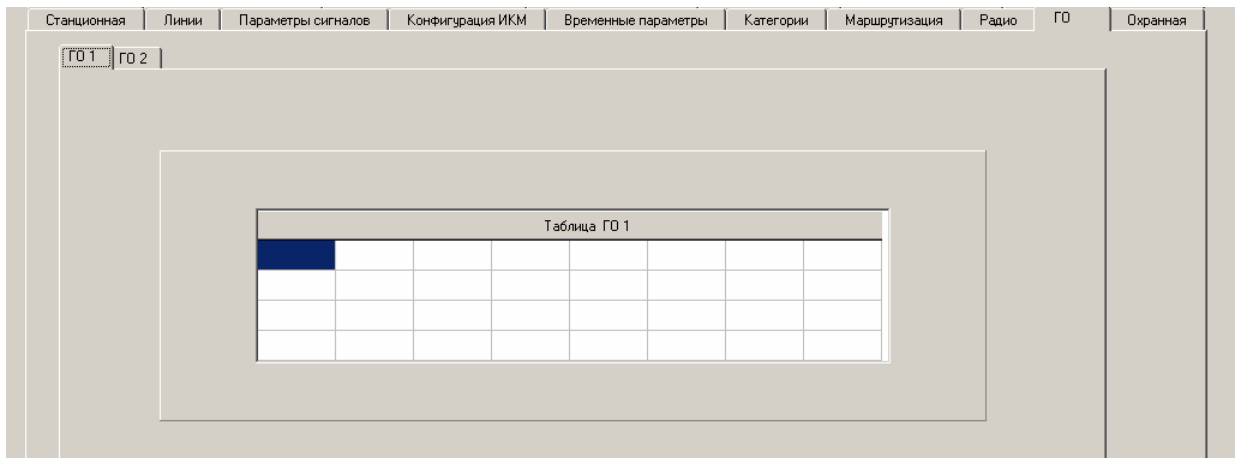 Станционная Линии Параметры сигналов Конфигурация ИКМ Временные параметры Категории Маршрутизация Радио ГО Охранная
ГО 1 ГО 2
Таблица ГО 1